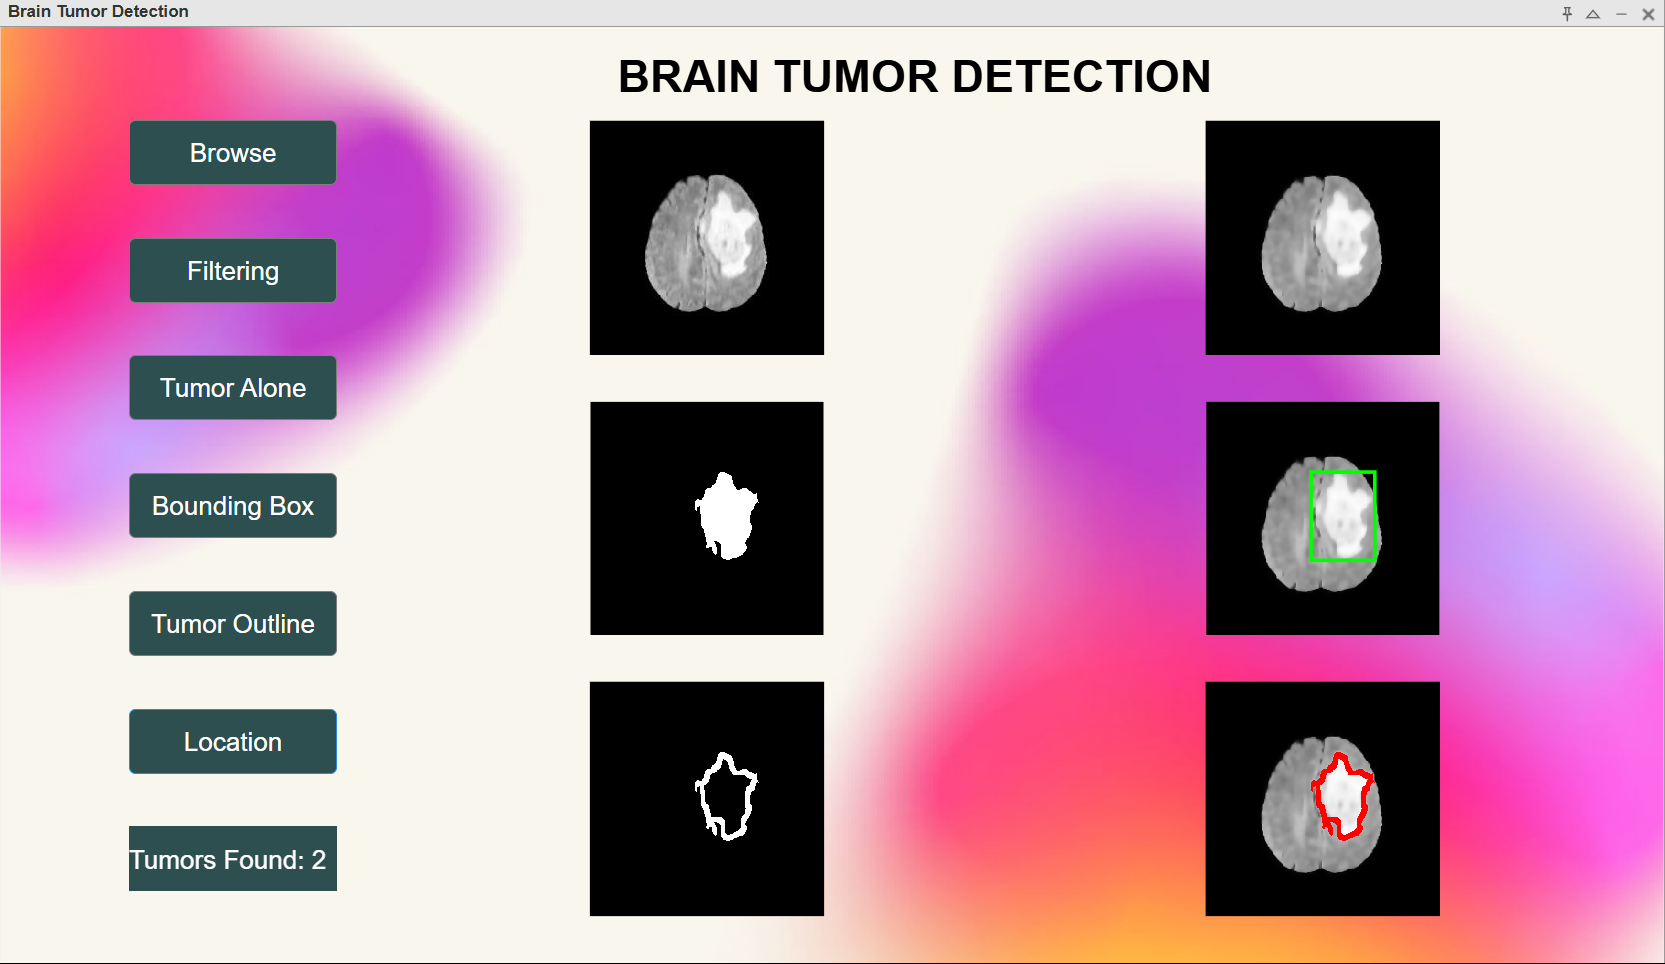 Brain Tumor Detection
BRAIN TUMOR DETECTION
Browse
Filtering
Tumor Alone
Bounding Box
Tumor Outline
Location
Tumors Found: 2